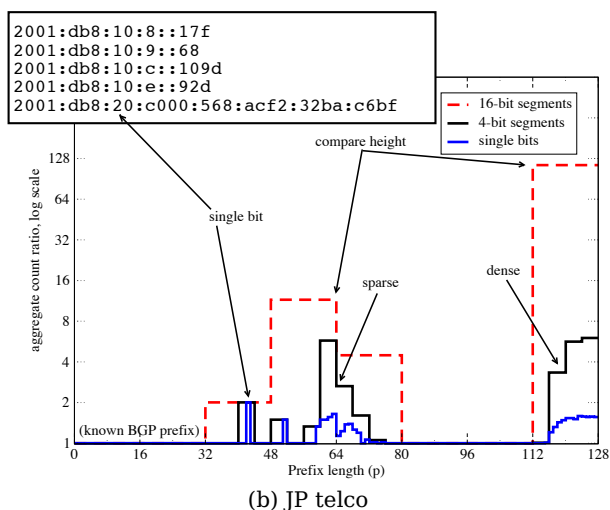 2001:db8:10:8::17f
2001:db8:10:9::68
2001:db8:10:c::109d
2001:db8:10:e::92d
2001:db8:20:c000:568:acf2:32ba:c6bf
16-bit segments
4-bit segments
single bits
compare height
single bit
sparse
dense
(known BGP prefix)
aggregate count ratio, log scale
128
64
32
16
8
4
2
1
0 16 32 48 64 80 96 112 128
Prefix length (p)
(b) JP telco